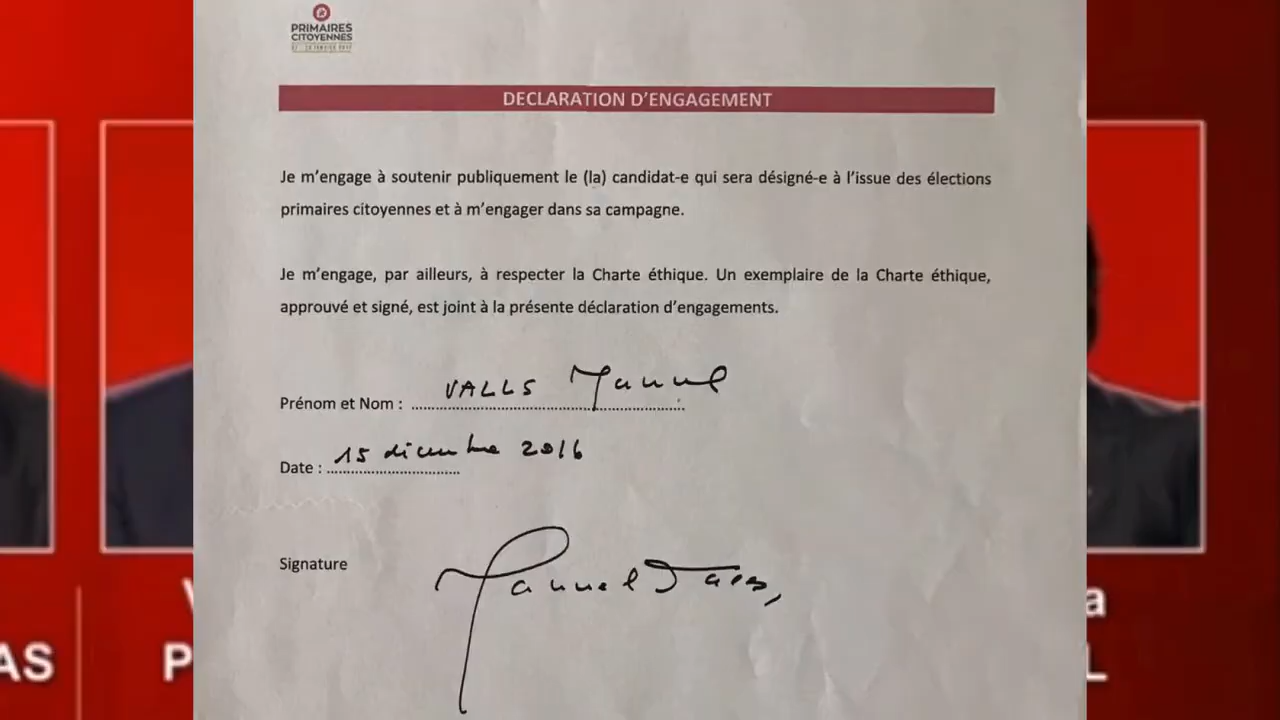 PRIMAIRES
CITOYENNES
DECLARATION D'ENGAGEMENT
Je m'engage à soutenir publiquement le (la) candidat-e qui sera désigné-e à l'issue des élections
primaires citoyennes et à m'engager dans sa campagne.
Je m'engage, par ailleurs, à respecter la Charte éthique. Un exemplaire de la Charte éthique,
approuvé et signé, est joint à la présente déclaration d'engagements.
Prénom et Nom : VALLS Manuel
Date : 15 décembre 2016
Signature Manuel Valls
AS
P
a
L